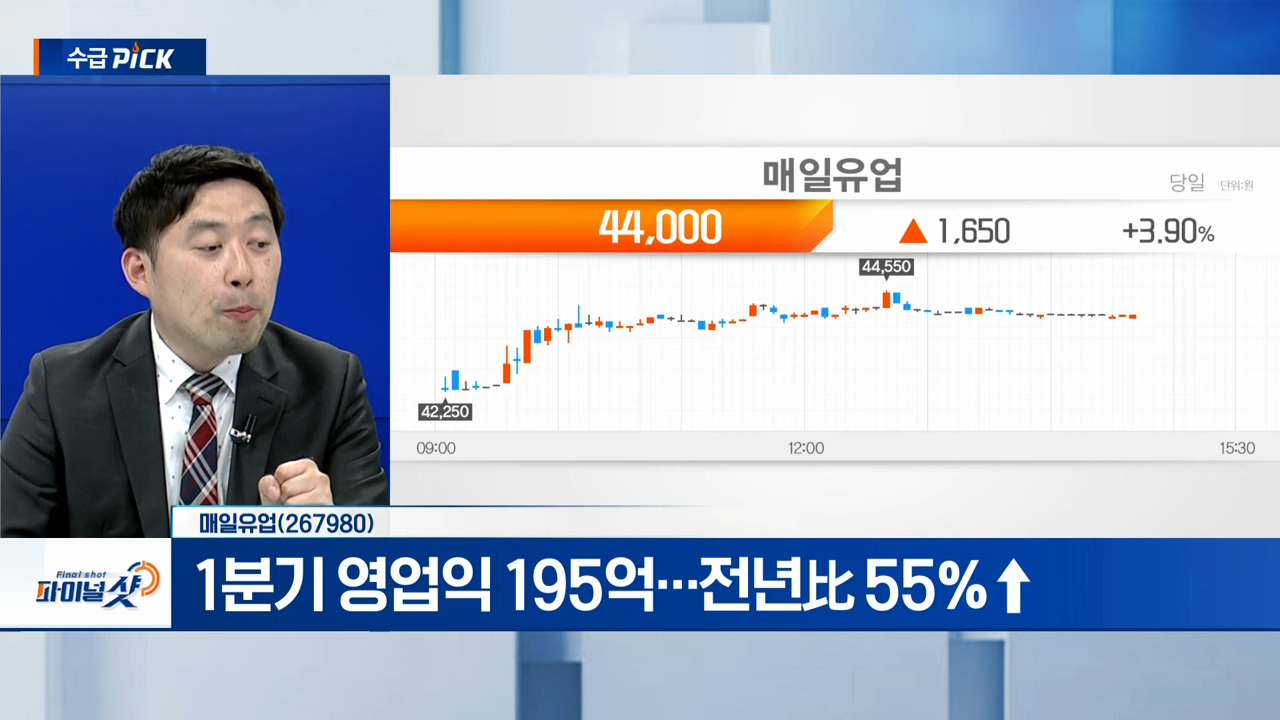 수급 PICK
매일유업
당일 단위:원
44,000 ▲ 1,650 +3.90%
44,550
42,250
09:00 12:00 15:30
매일유업(267980)
Final shot
파이널샷
1분기 영업익 195억…전년比 55%↑